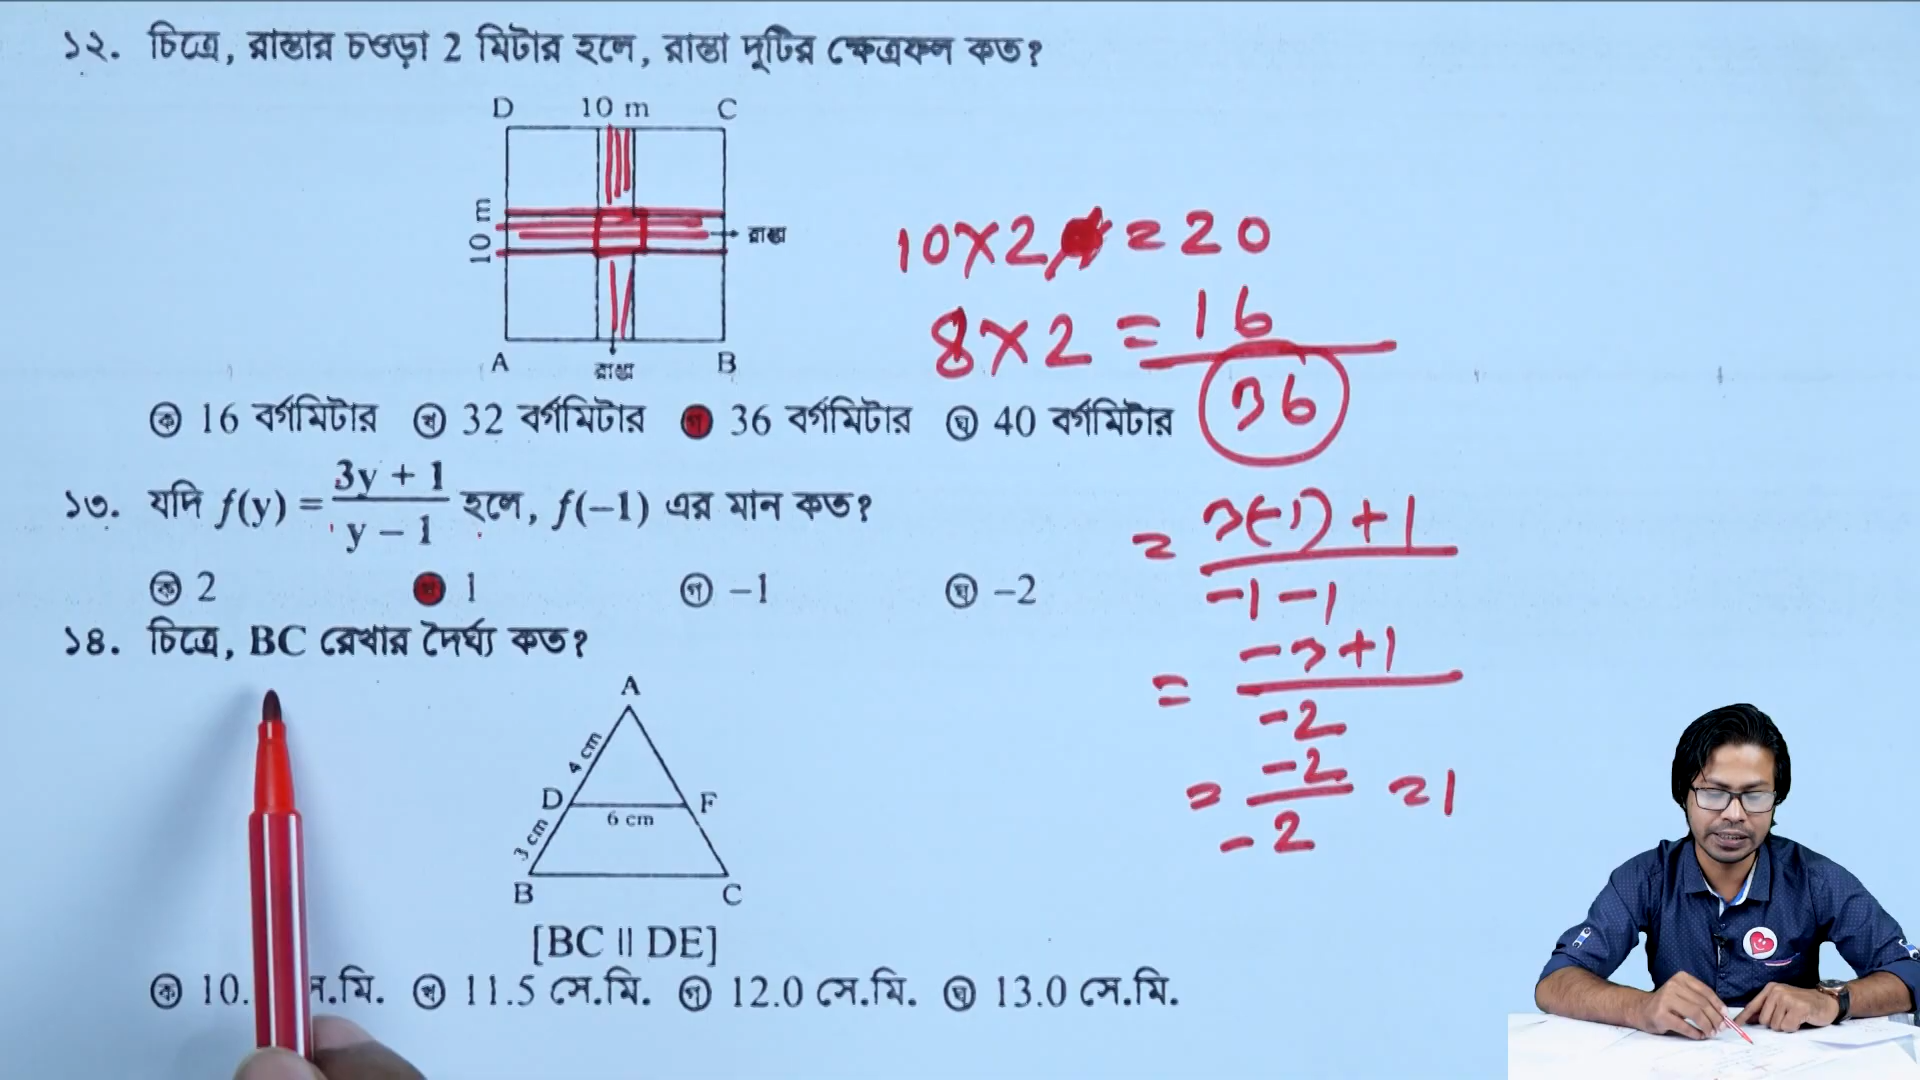 ১২. চিত্রে, রাস্তার চওড়া 2 মিটার হলে, রাস্তা দুটির ক্ষেত্রফল কত?
D 10 m C
10 m
রাস্তা
A রাস্তা B
10×2 = 20
8×2 = 16
36
ক 16 বর্গমিটার খ 32 বর্গমিটার গ 36 বর্গমিটার ঘ 40 বর্গমিটার
১৩. যদি f(y) = (3y + 1)/(y – 1) হলে, f(–1) এর মান কত?
= 3(-1)+1
-1-1
ক 2 খ 1 গ –1 ঘ –2
= -3+1
-2
= -2 =1
-2
১৪. চিত্রে, BC রেখার দৈর্ঘ্য কত?
A
4 cm
D F
6 cm
3 cm
B C
[BC ॥ DE]
ক 10. সে.মি. খ 11.5 সে.মি. গ 12.0 সে.মি. ঘ 13.0 সে.মি.